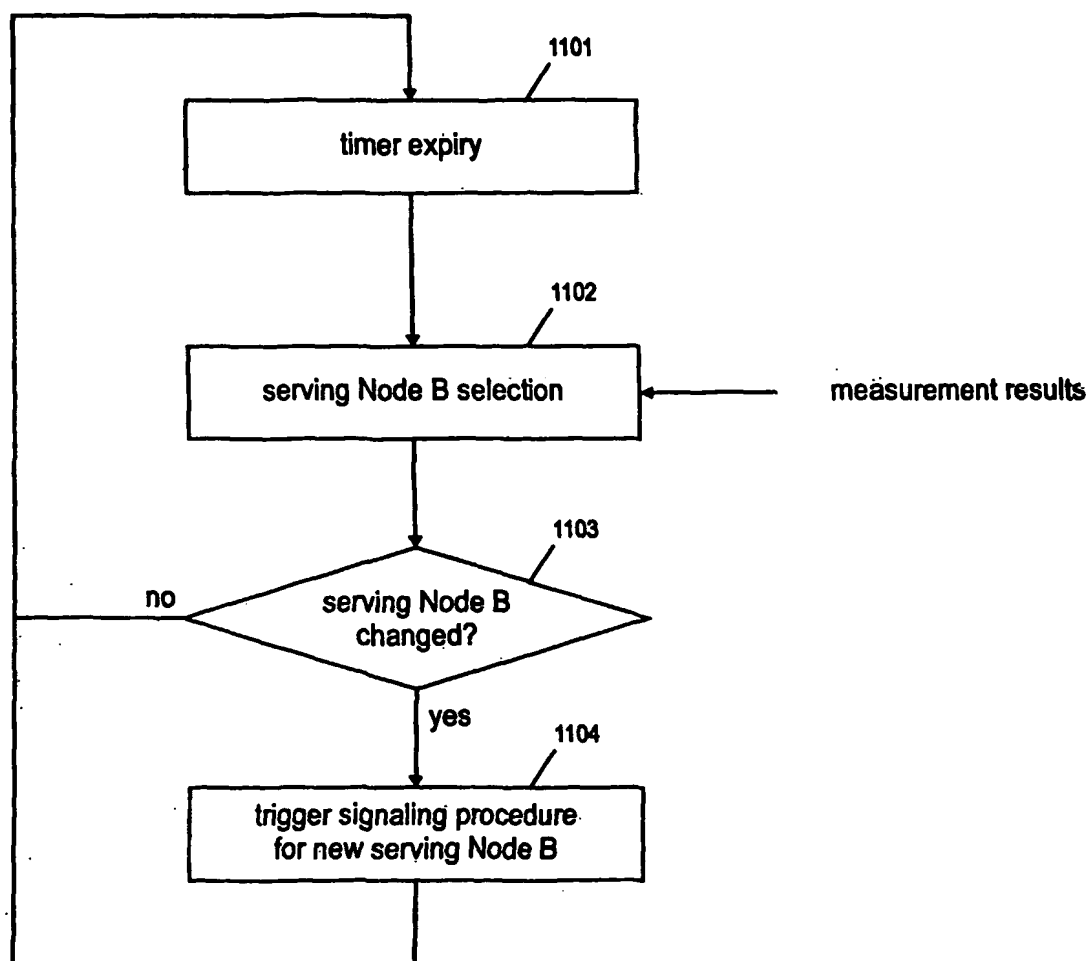 1101
timer expiry
1102
serving Node B selection
measurement results
1103
serving Node B
changed?
no
yes
1104
trigger signaling procedure
for new serving Node B